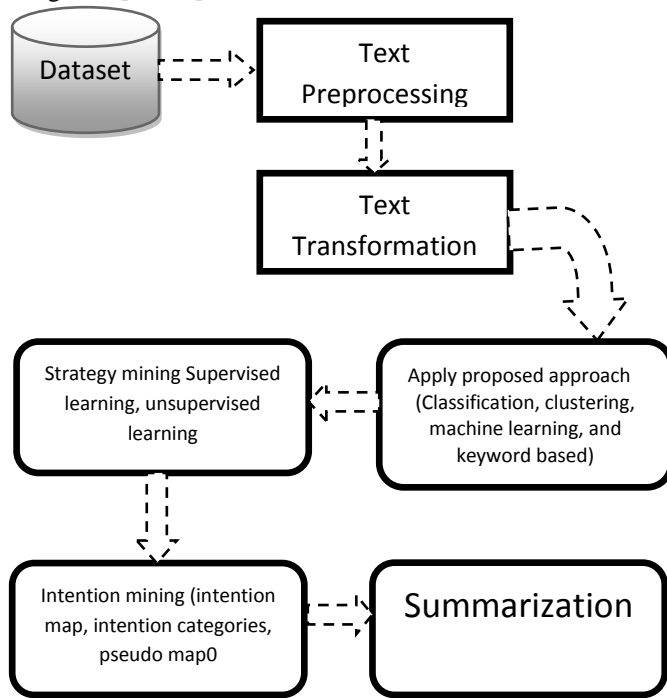 Dataset
Text
Preprocessing
Text
Transformation
Apply proposed approach
(Classification, clustering,
machine learning, and
keyword based)
Strategy mining Supervised
learning, unsupervised
learning
Intention mining (intention
map, intention categories,
pseudo map0
Summarization